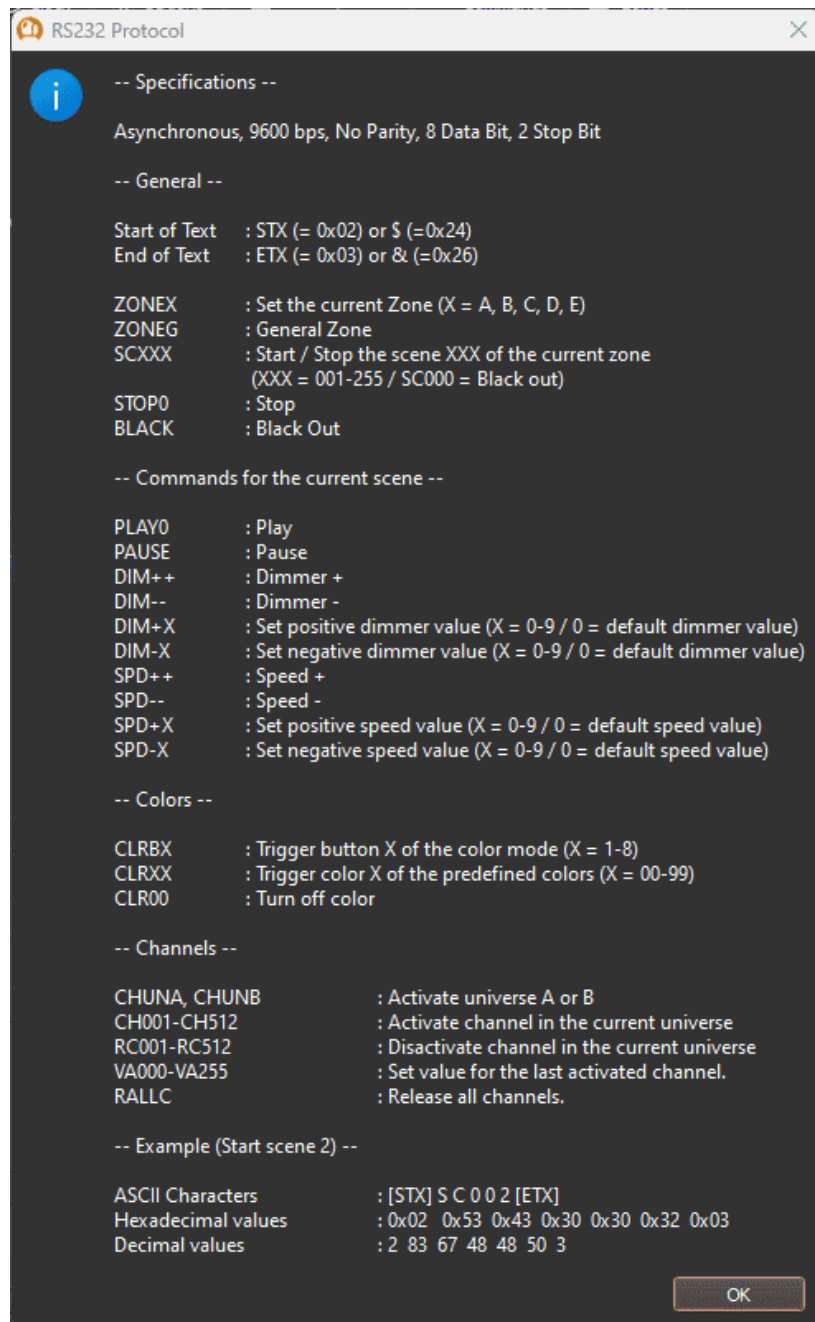 RS232 Protocol
-- Specifications --
Asynchronous, 9600 bps, No Parity, 8 Data Bit, 2 Stop Bit
-- General --
Start of Text : STX (= 0x02) or $ (=0x24)
End of Text : ETX (= 0x03) or & (=0x26)
ZONEX : Set the current Zone (X = A, B, C, D, E)
ZONEG : General Zone
SCXXX : Start / Stop the scene XXX of the current zone
(XXX = 001-255 / SC000 = Black out)
STOP0 : Stop
BLACK : Black Out
-- Commands for the current scene --
PLAY0 : Play
PAUSE : Pause
DIM++ : Dimmer +
DIM-- : Dimmer -
DIM+X : Set positive dimmer value (X = 0-9 / 0 = default dimmer value)
DIM-X : Set negative dimmer value (X = 0-9 / 0 = default dimmer value)
SPD++ : Speed +
SPD-- : Speed -
SPD+X : Set positive speed value (X = 0-9 / 0 = default speed value)
SPD-X : Set negative speed value (X = 0-9 / 0 = default speed value)
-- Colors --
CLRBX : Trigger button X of the color mode (X = 1-8)
CLRXX : Trigger color X of the predefined colors (X = 00-99)
CLR00 : Turn off color
-- Channels --
CHUNA, CHUNB : Activate universe A or B
CH001-CH512 : Activate channel in the current universe
RC001-RC512 : Disactivate channel in the current universe
VA000-VA255 : Set value for the last activated channel.
RALLC : Release all channels.
-- Example (Start scene 2) --
ASCII Characters : [STX] S C 0 0 2 [ETX]
Hexadecimal values : 0x02 0x53 0x43 0x30 0x30 0x32 0x03
Decimal values : 2 83 67 48 48 50 3
OK